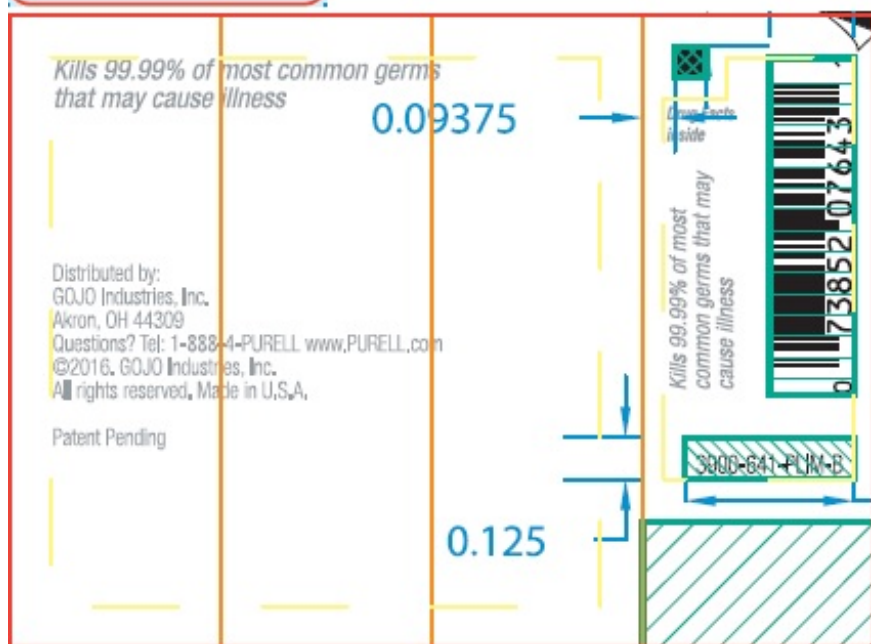 Kills 99.99% of most common germs
that may cause illness
0.09375
Distributed by:
GOJO Industries, Inc.
Akron, OH 44309
Questions? Tel: 1-888-4-PURELL www.PURELL.com
©2016. GOJO Industries, Inc.
All rights reserved. Made in U.S.A.
Patent Pending
0.125
Drug Facts
inside
Kills 99.99% of most
common germs that may
cause illness
0 73852 07643